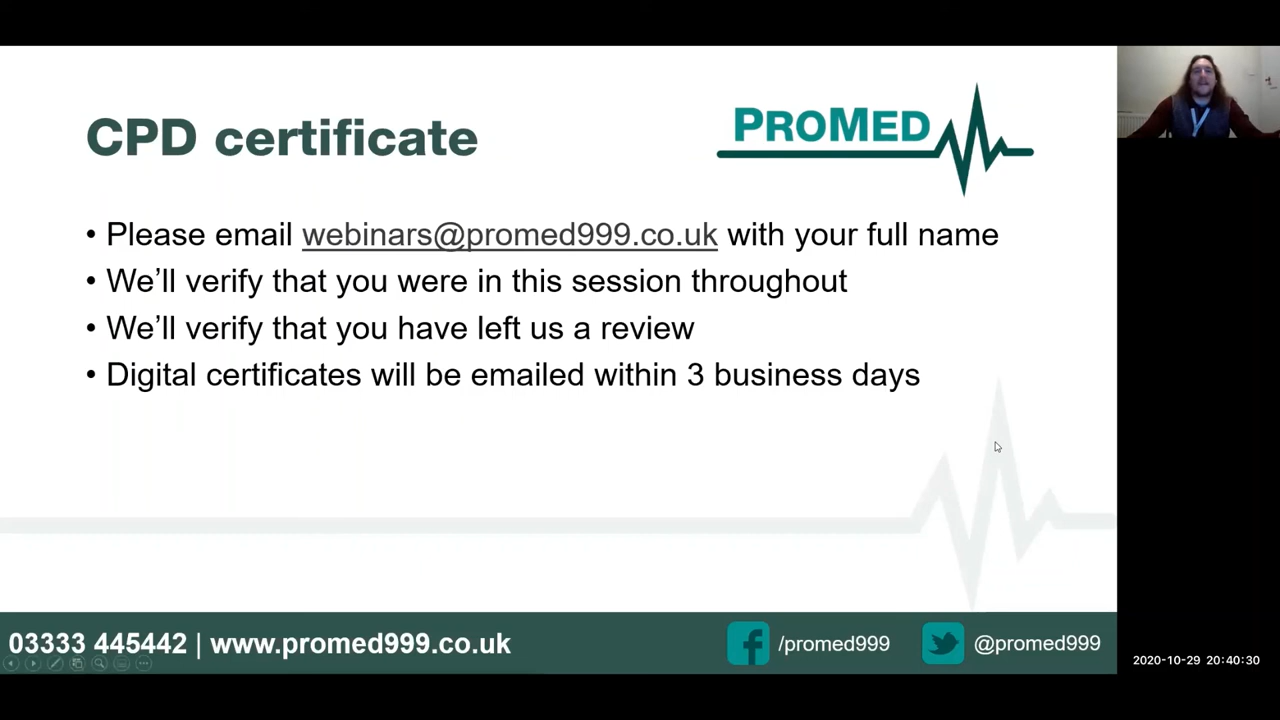 CPD certificate
PROMED
• Please email webinars@promed999.co.uk with your full name
• We’ll verify that you were in this session throughout
• We’ll verify that you have left us a review
• Digital certificates will be emailed within 3 business days
03333 445442 | www.promed999.co.uk
/promed999
@promed999
2020-10-29 20:40:30